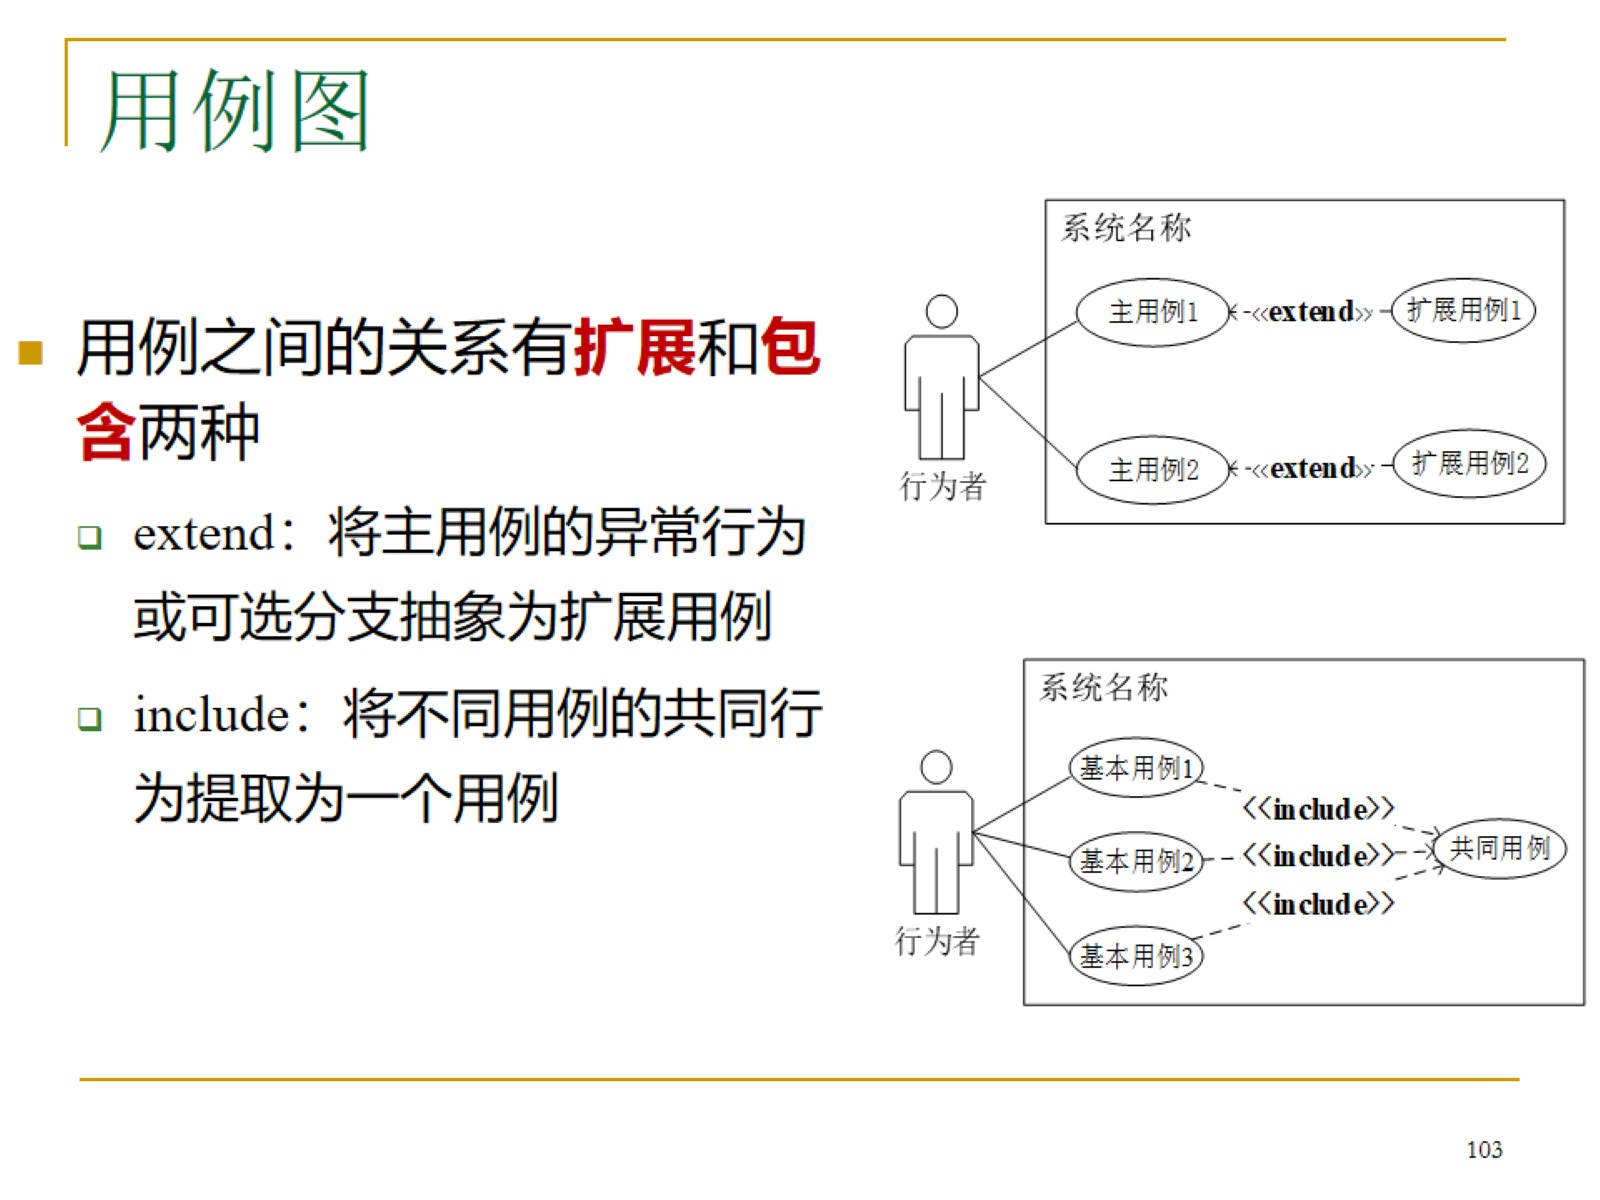 用例图
用例之间的关系有扩展和包
含两种
extend：将主用例的异常行为
或可选分支抽象为扩展用例
include：将不同用例的共同行
为提取为一个用例
系统名称
主用例1
<<extend>>
扩展用例1
主用例2
<<extend>>
扩展用例2
行为者
系统名称
基本用例1
<<include>>
基本用例2
<<include>>
共同用例
<<include>>
基本用例3
行为者
103